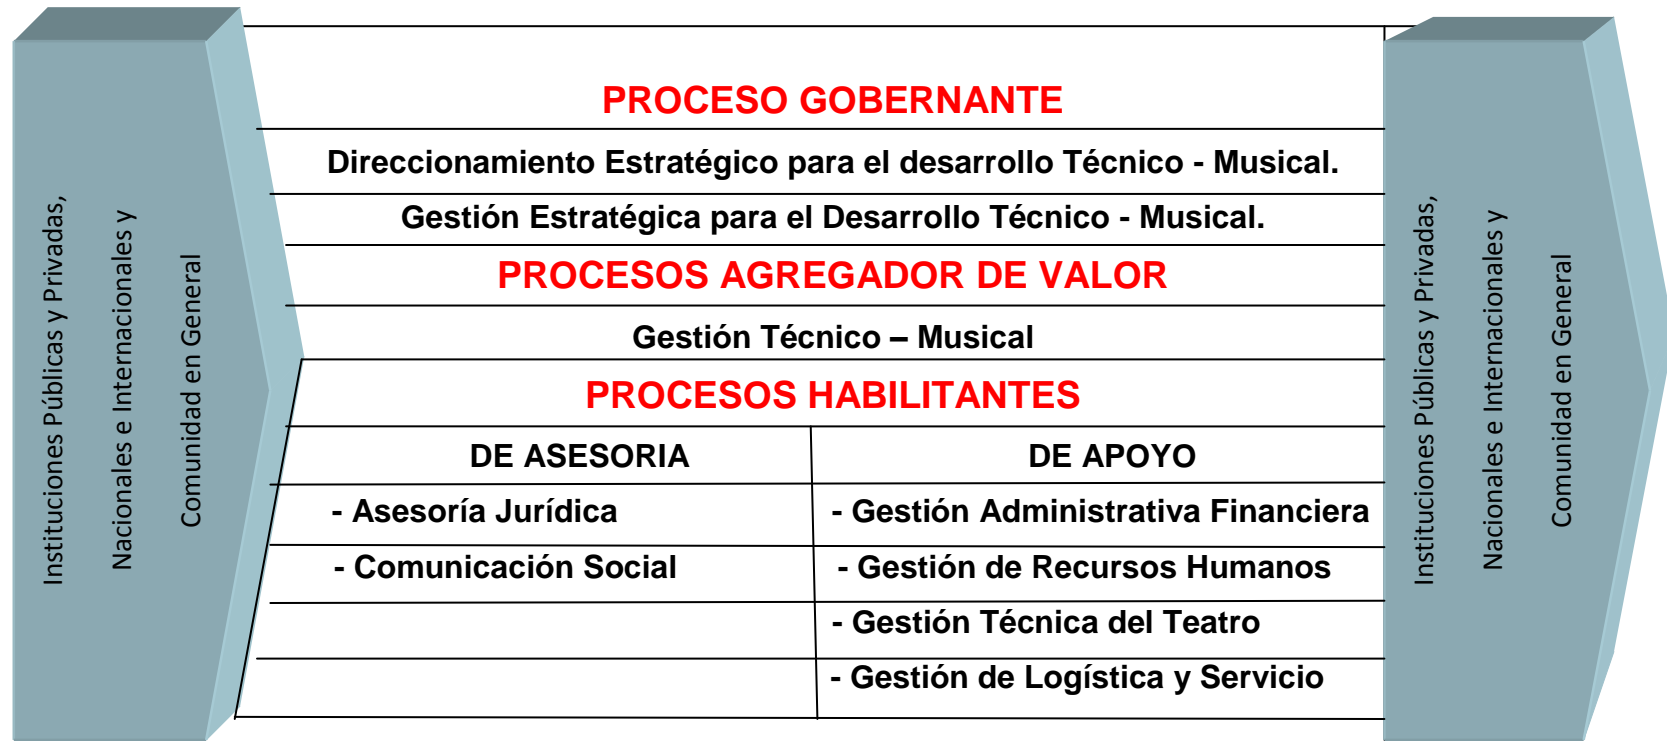 Instituciones Públicas y Privadas,
Nacionales e Internacionales y
Comunidad en General
PROCESO GOBERNANTE
Direccionamiento Estratégico para el desarrollo Técnico - Musical.
Gestión Estratégica para el Desarrollo Técnico - Musical.
PROCESOS AGREGADOR DE VALOR
Gestión Técnico – Musical
PROCESOS HABILITANTES
DE ASESORIA
- Asesoría Jurídica
- Comunicación Social
DE APOYO
- Gestión Administrativa Financiera
- Gestión de Recursos Humanos
- Gestión Técnica del Teatro
- Gestión de Logística y Servicio
Instituciones Públicas y Privadas,
Nacionales e Internacionales y
Comunidad en General